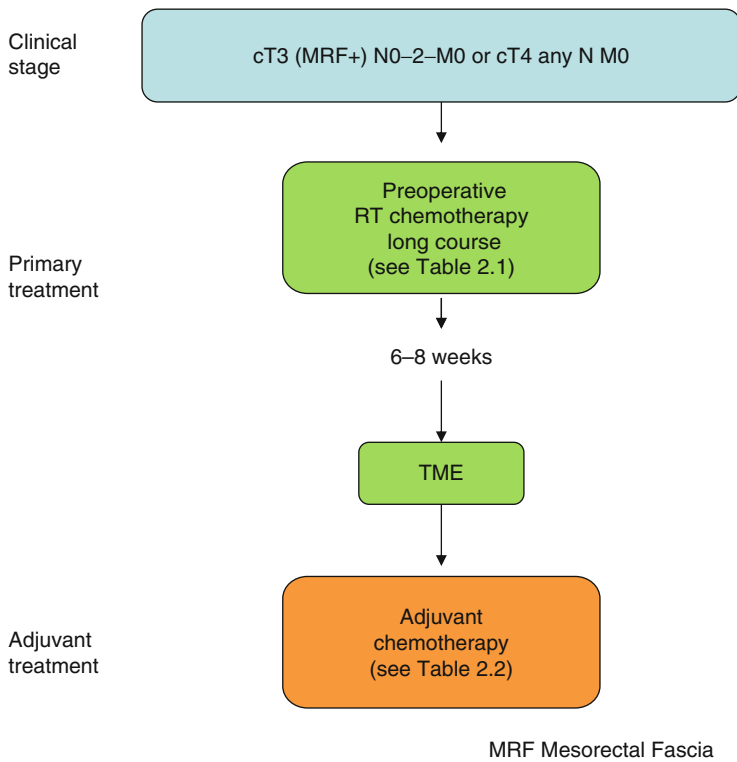 Clinical
stage
cT3 (MRF+) N0–2–M0 or cT4 any N M0
Primary
treatment
Preoperative
RT chemotherapy
long course
(see Table 2.1)
6–8 weeks
TME
Adjuvant
treatment
Adjuvant
chemotherapy
(see Table 2.2)
MRF Mesorectal Fascia